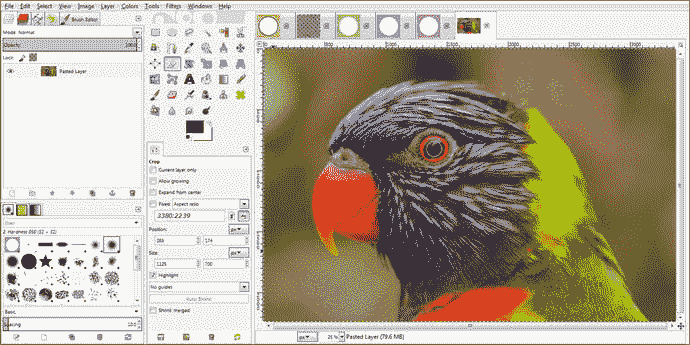 File Edit Select View Image Layer Colors Tools Filters Windows Help
Brush Editor
Mode: Normal
Opacity 100.0
Lock:
Pasted Layer
Crop
Current layer only
Allow growing
Expand from center
Fixed Aspect ratio
3380:2239
Position: px
285 174
Size: px
1125 700
Highlight
No guides
Auto Shrink
Shrink merged
2. Hardness 050 (51 × 51)
Basic
Spacing 10.0
px 25 % Pasted Layer (79.6 MB)